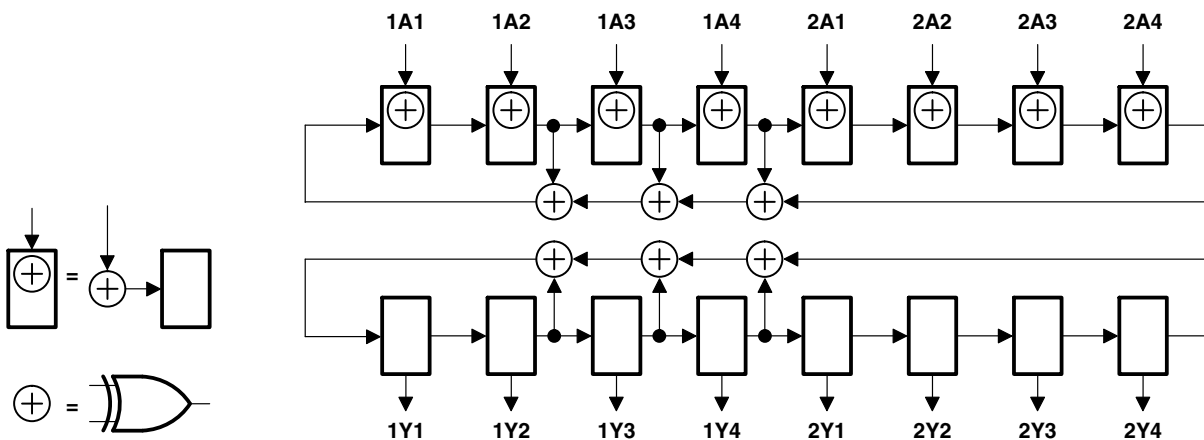 1A1 1A2 1A3 1A4 2A1 2A2 2A3 2A4
=
=
1Y1 1Y2 1Y3 1Y4 2Y1 2Y2 2Y3 2Y4